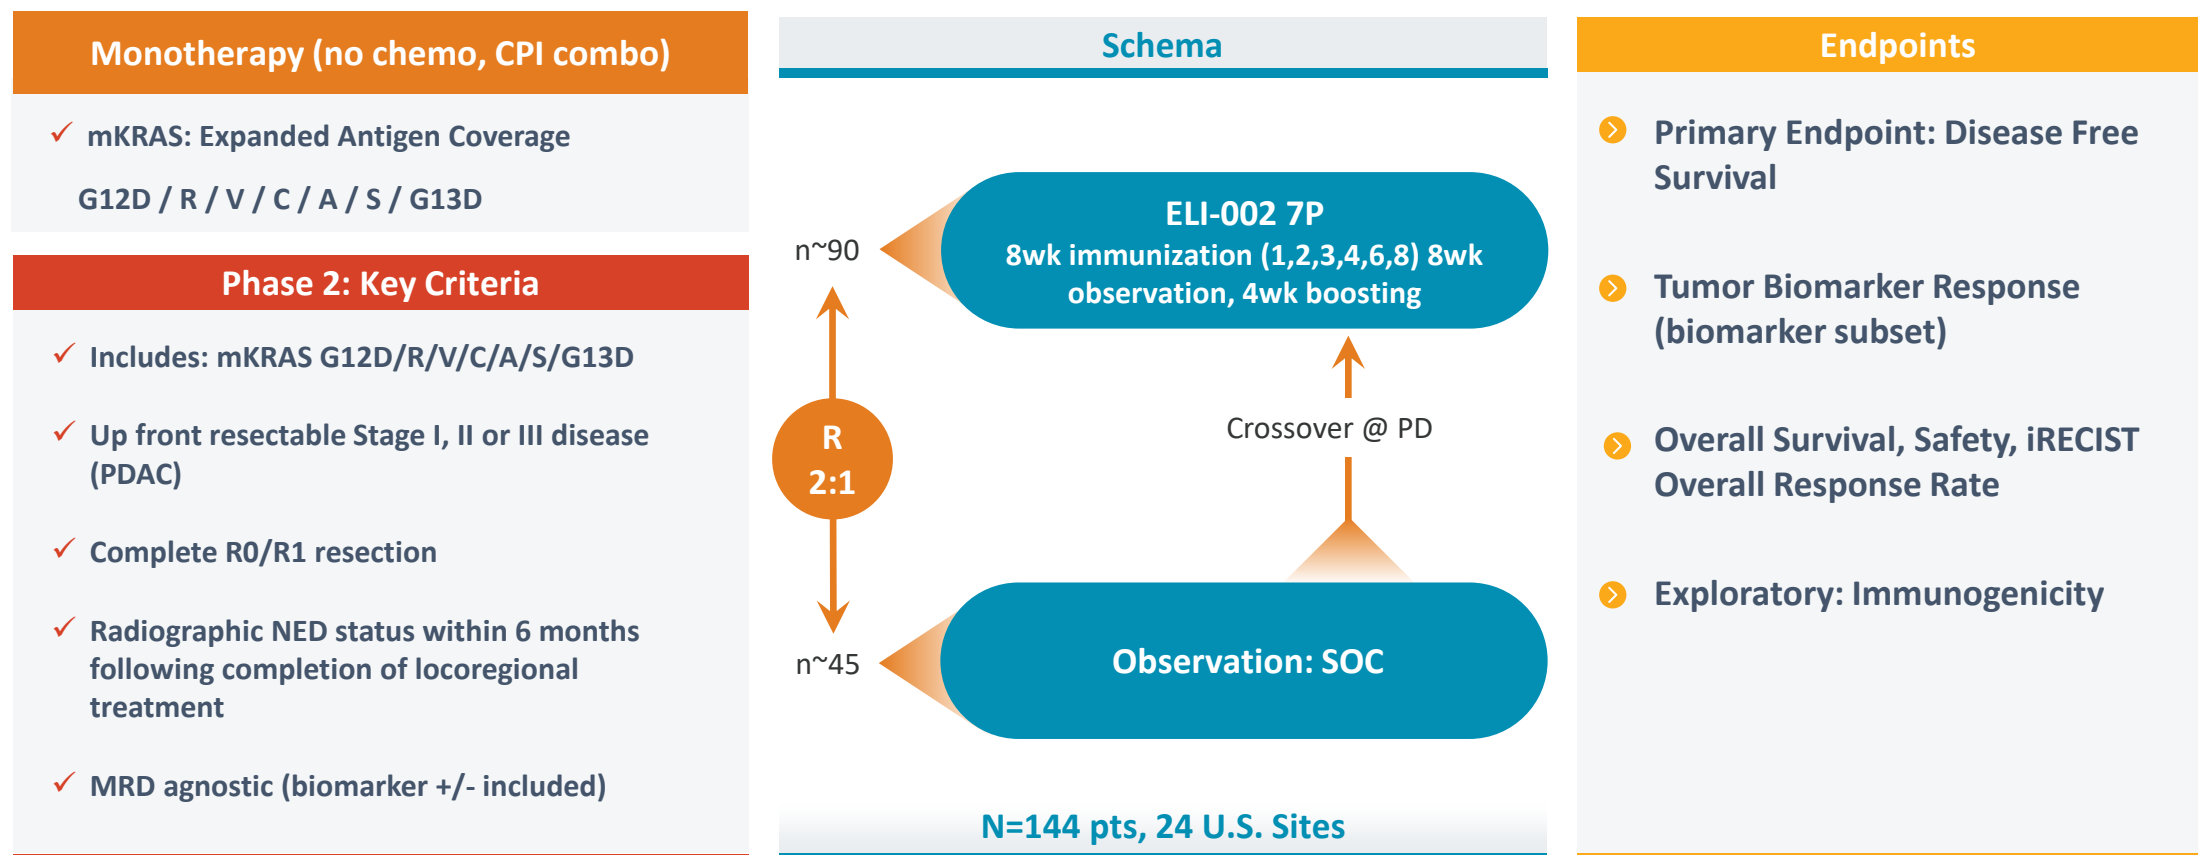 Monotherapy (no chemo, CPI combo)
mKRAS: Expanded Antigen Coverage
G12D / R / V / C / A / S / G13D
Phase 2: Key Criteria
Includes: mKRAS G12D/R/V/C/A/S/G13D
Up front resectable Stage I, II or III disease
(PDAC)
Complete R0/R1 resection
Radiographic NED status within 6 months
following completion of locoregional
treatment
MRD agnostic (biomarker +/- included)
Schema
n~90
ELI-002 7P
8wk immunization (1,2,3,4,6,8) 8wk
observation, 4wk boosting
R
2:1
Crossover @ PD
n~45
Observation: SOC
N=144 pts, 24 U.S. Sites
Endpoints
Primary Endpoint: Disease Free
Survival
Tumor Biomarker Response
(biomarker subset)
Overall Survival, Safety, iRECIST
Overall Response Rate
Exploratory: Immunogenicity